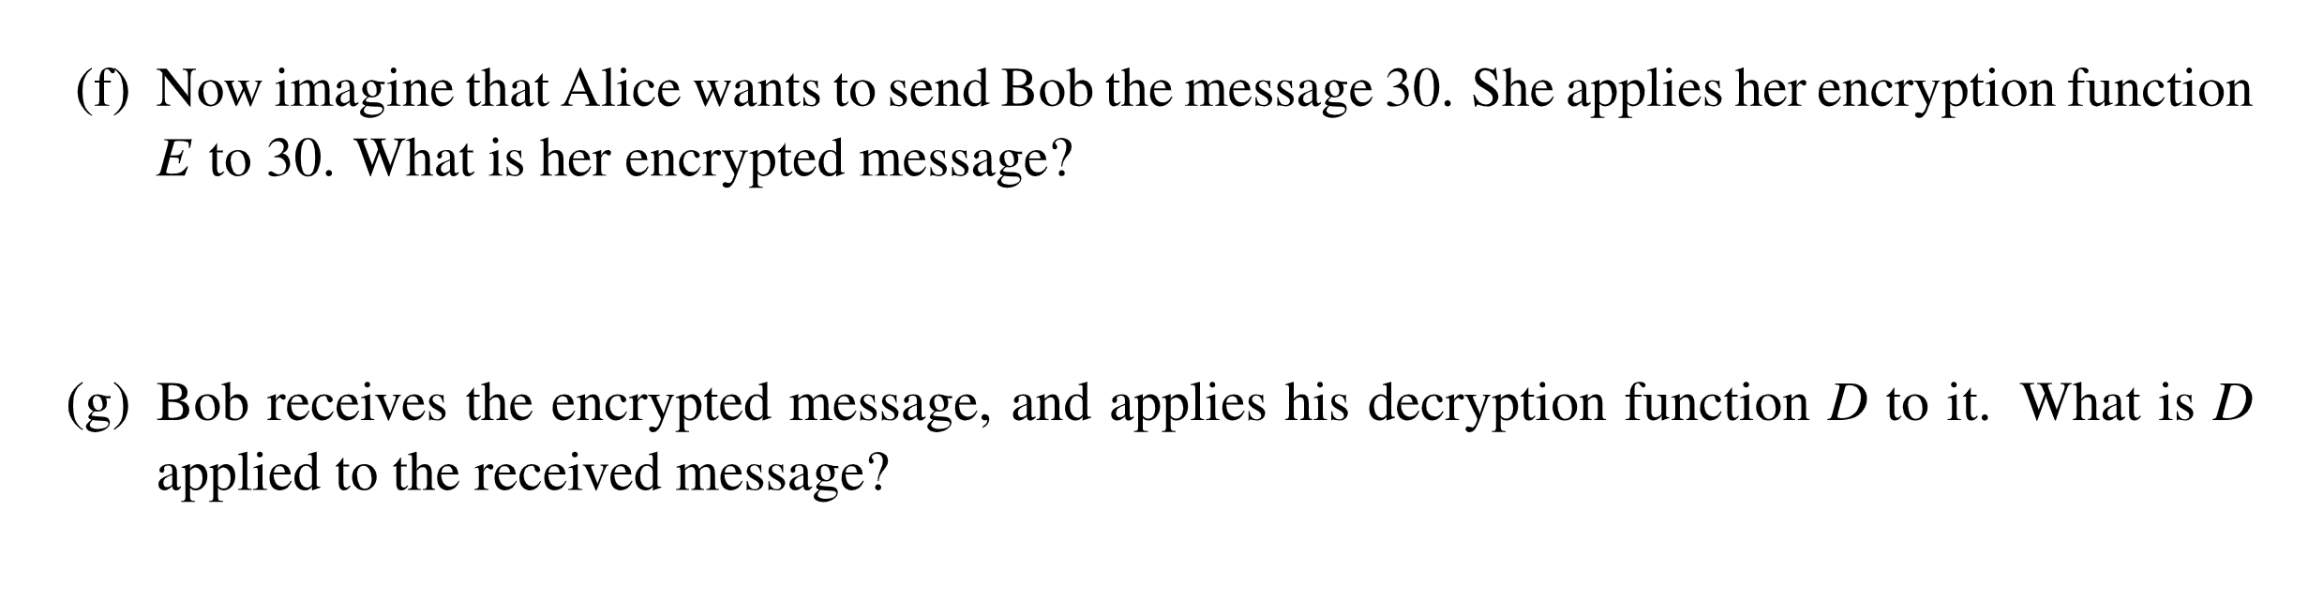 (f) Now imagine that Alice wants to send Bob the message 30. She applies her encryption function
E to 30. What is her encrypted message?
(g) Bob receives the encrypted message, and applies his decryption function D to it. What is D
applied to the received message?